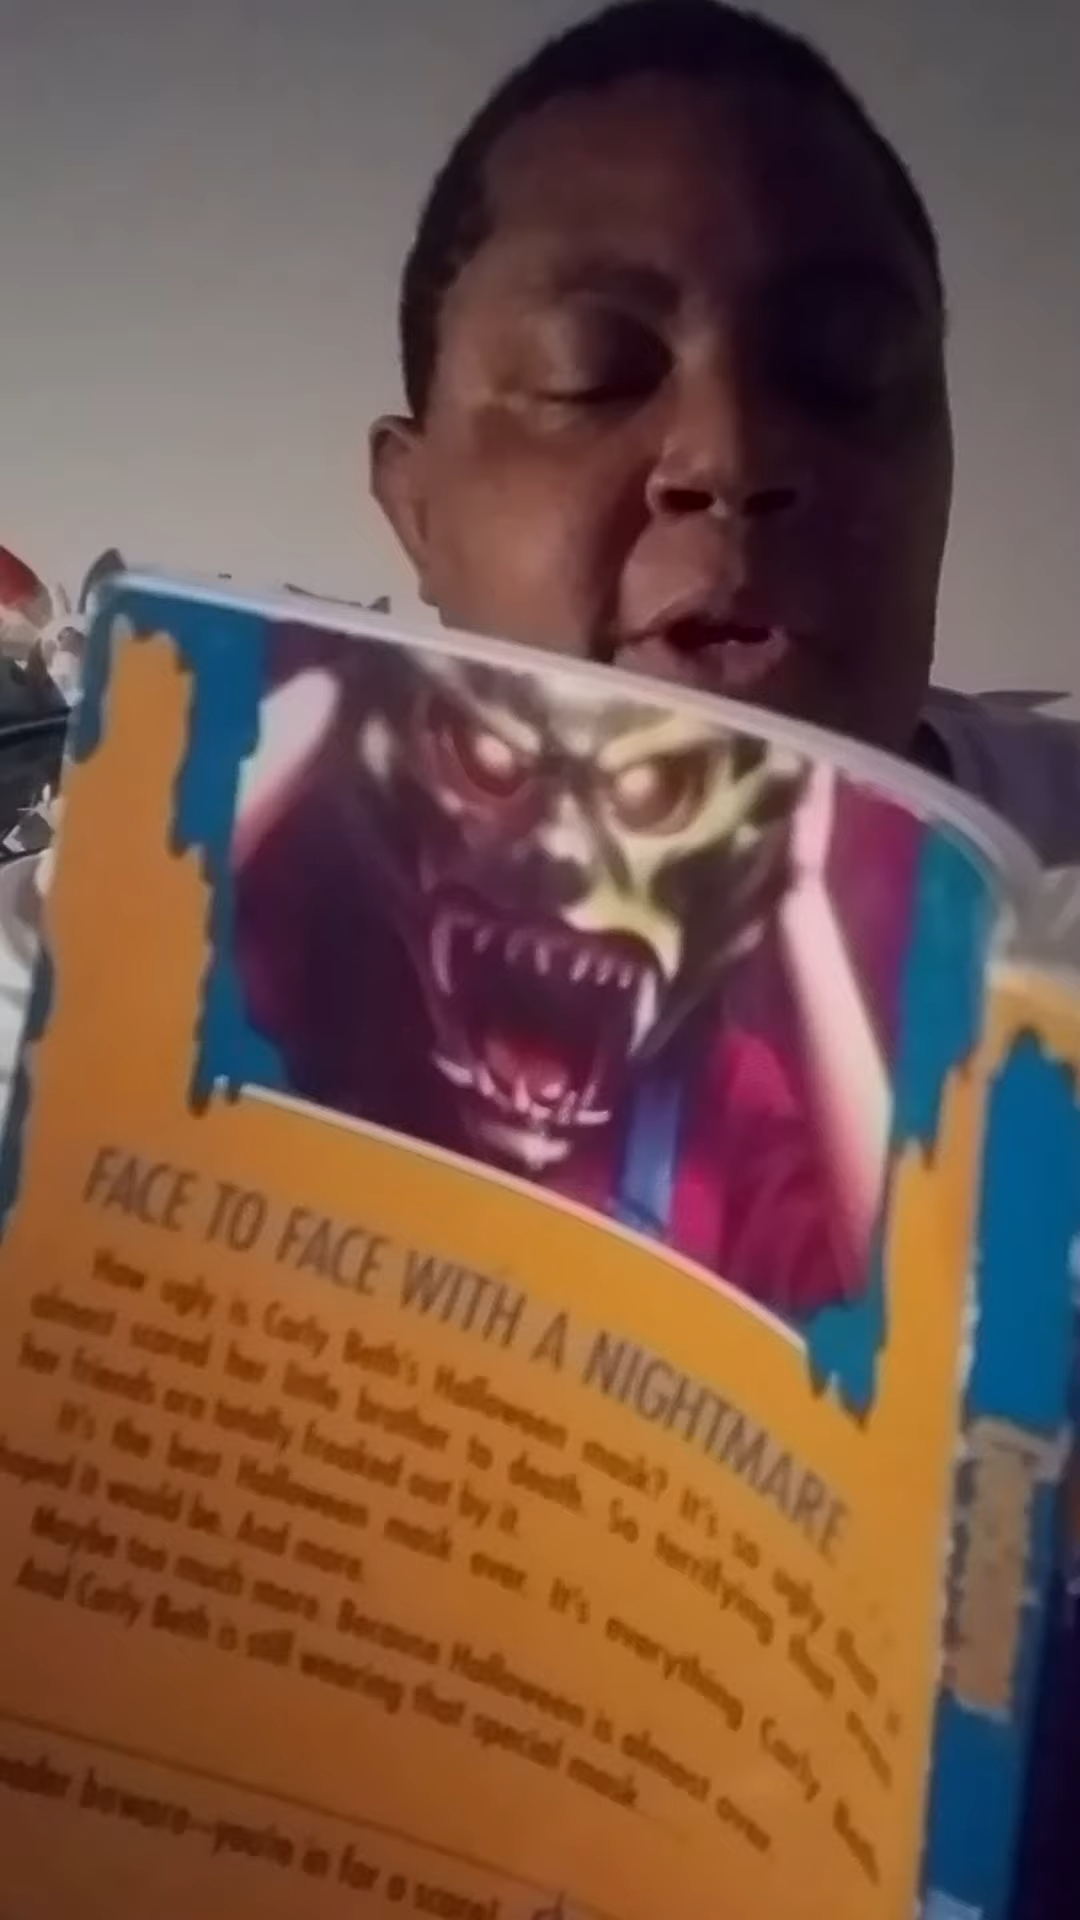 FACE TO FACE WITH A NIGHTMARE
How ugly is Carly Beth's Halloween mask? It's so ugly that it
almost scared her little brother to death. So terrifying that even
her friends are totally freaked out by it.
It's the best Halloween mask ever. It's everything Carly Beth
hoped it would be. And more.
Maybe too much more. Because Halloween is almost over
And Carly Beth is still wearing that special mask....
eader beware—you're in for a scare!